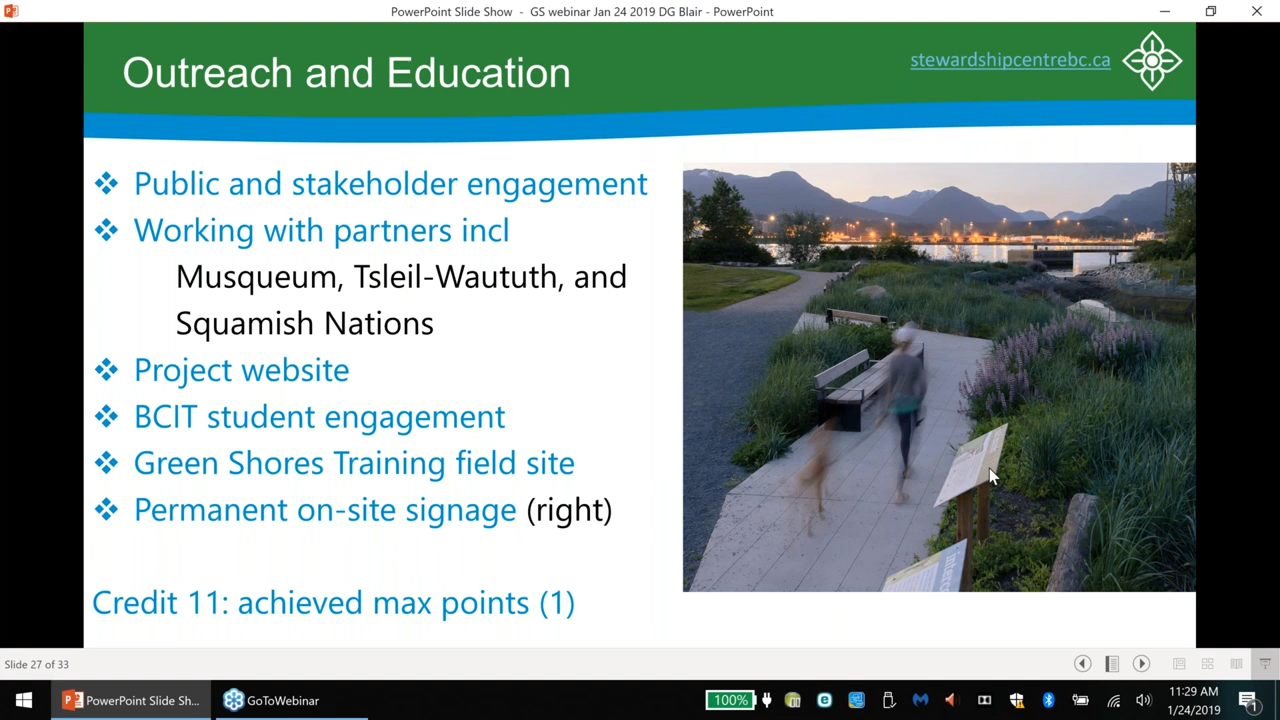 PowerPoint Slide Show - GS webinar Jan 24 2019 DG Blair - PowerPoint
Outreach and Education
stewardshipcentrebc.ca
❖ Public and stakeholder engagement
❖ Working with partners incl
Musqueum, Tsleil-Waututh, and
Squamish Nations
❖ Project website
❖ BCIT student engagement
❖ Green Shores Training field site
❖ Permanent on-site signage (right)
Credit 11: achieved max points (1)
Slide 27 of 33
PowerPoint Slide Sh...
GoToWebinar
100%
11:29 AM
1/24/2019
1